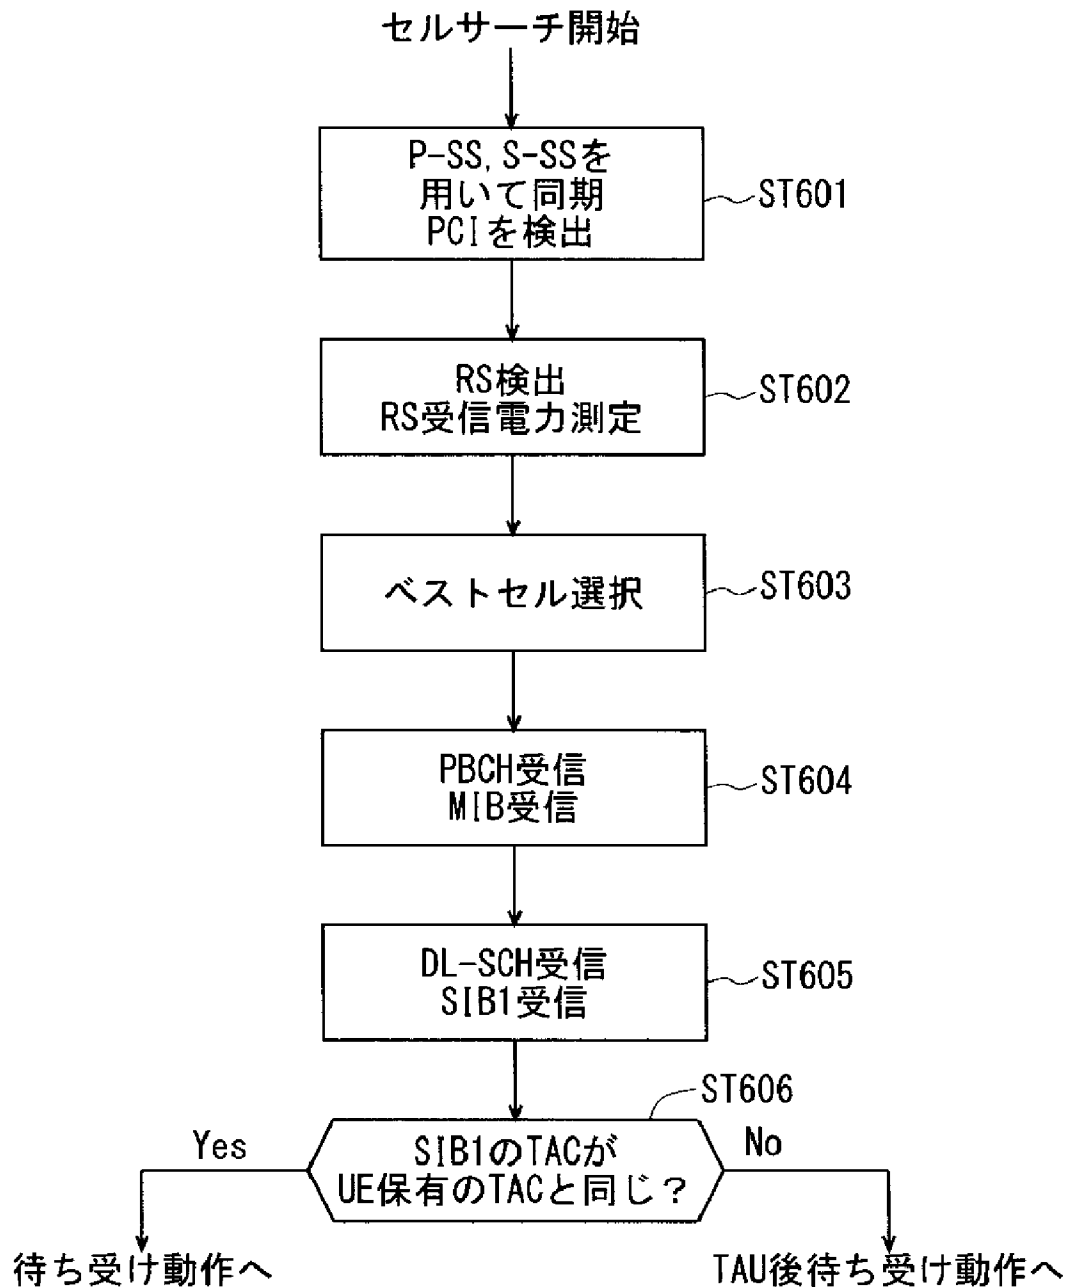 セルサーチ開始
P-SS, S-SSを
用いて同期
PCIを検出
ST601
RS検出
RS受信電力測定
ST602
ベストセル選択
ST603
PBCH受信
MIB受信
ST604
DL-SCH受信
SIB1受信
ST605
ST606
SIB1のTACが
UE保有のTACと同じ？
Yes
No
待ち受け動作へ
TAU後待ち受け動作へ